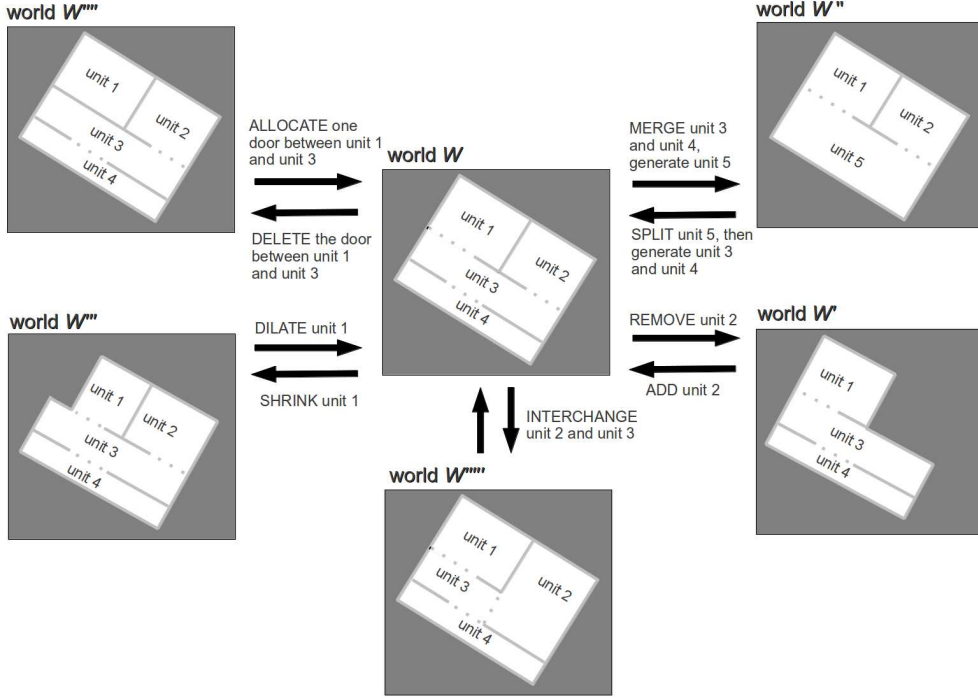 world W''''
unit 1
unit 2
unit 3
unit 4
ALLOCATE one
door between unit 1
and unit 3
DELETE the door
between unit 1
and unit 3
world W
unit 1
unit 2
unit 3
unit 4
MERGE unit 3
and unit 4,
generate unit 5
SPLIT unit 5, then
generate unit 3
and unit 4
world W''
unit 1
unit 2
unit 5
world W'''
unit 1
unit 2
unit 3
unit 4
DILATE unit 1
SHRINK unit 1
REMOVE unit 2
ADD unit 2
world W'
unit 1
unit 3
unit 4
INTERCHANGE
unit 2 and unit 3
world W'''''
unit 1
unit 2
unit 3
unit 4